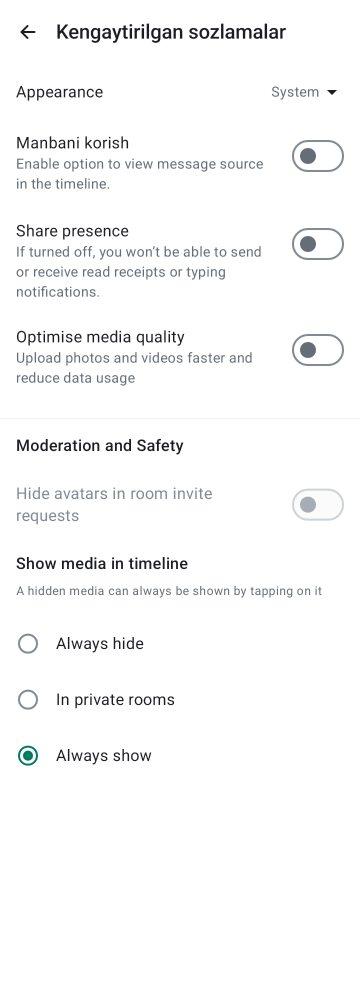 Kengaytirilgan sozlamalar
Appearance
System
Manbani korish
Enable option to view message source
in the timeline.
Share presence
If turned off, you won’t be able to send
or receive read receipts or typing
notifications.
Optimise media quality
Upload photos and videos faster and
reduce data usage
Moderation and Safety
Hide avatars in room invite
requests
Show media in timeline
A hidden media can always be shown by tapping on it
Always hide
In private rooms
Always show